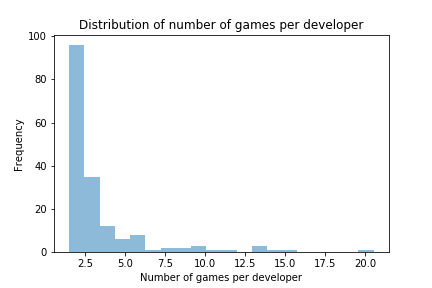 Distribution of number of games per developer
100
80
60
40
20
0
Frequency
2.5 5.0 7.5 10.0 12.5 15.0 17.5 20.0
Number of games per developer